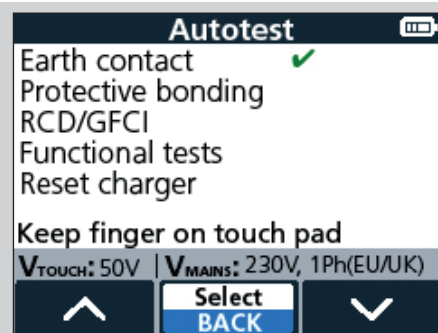 Autotest
Earth contact ✔
Protective bonding
RCD/GFCI
Functional tests
Reset charger
Keep finger on touch pad
VTOUCH: 50V | VMAINS: 230V, 1Ph(EU/UK)
Select
BACK